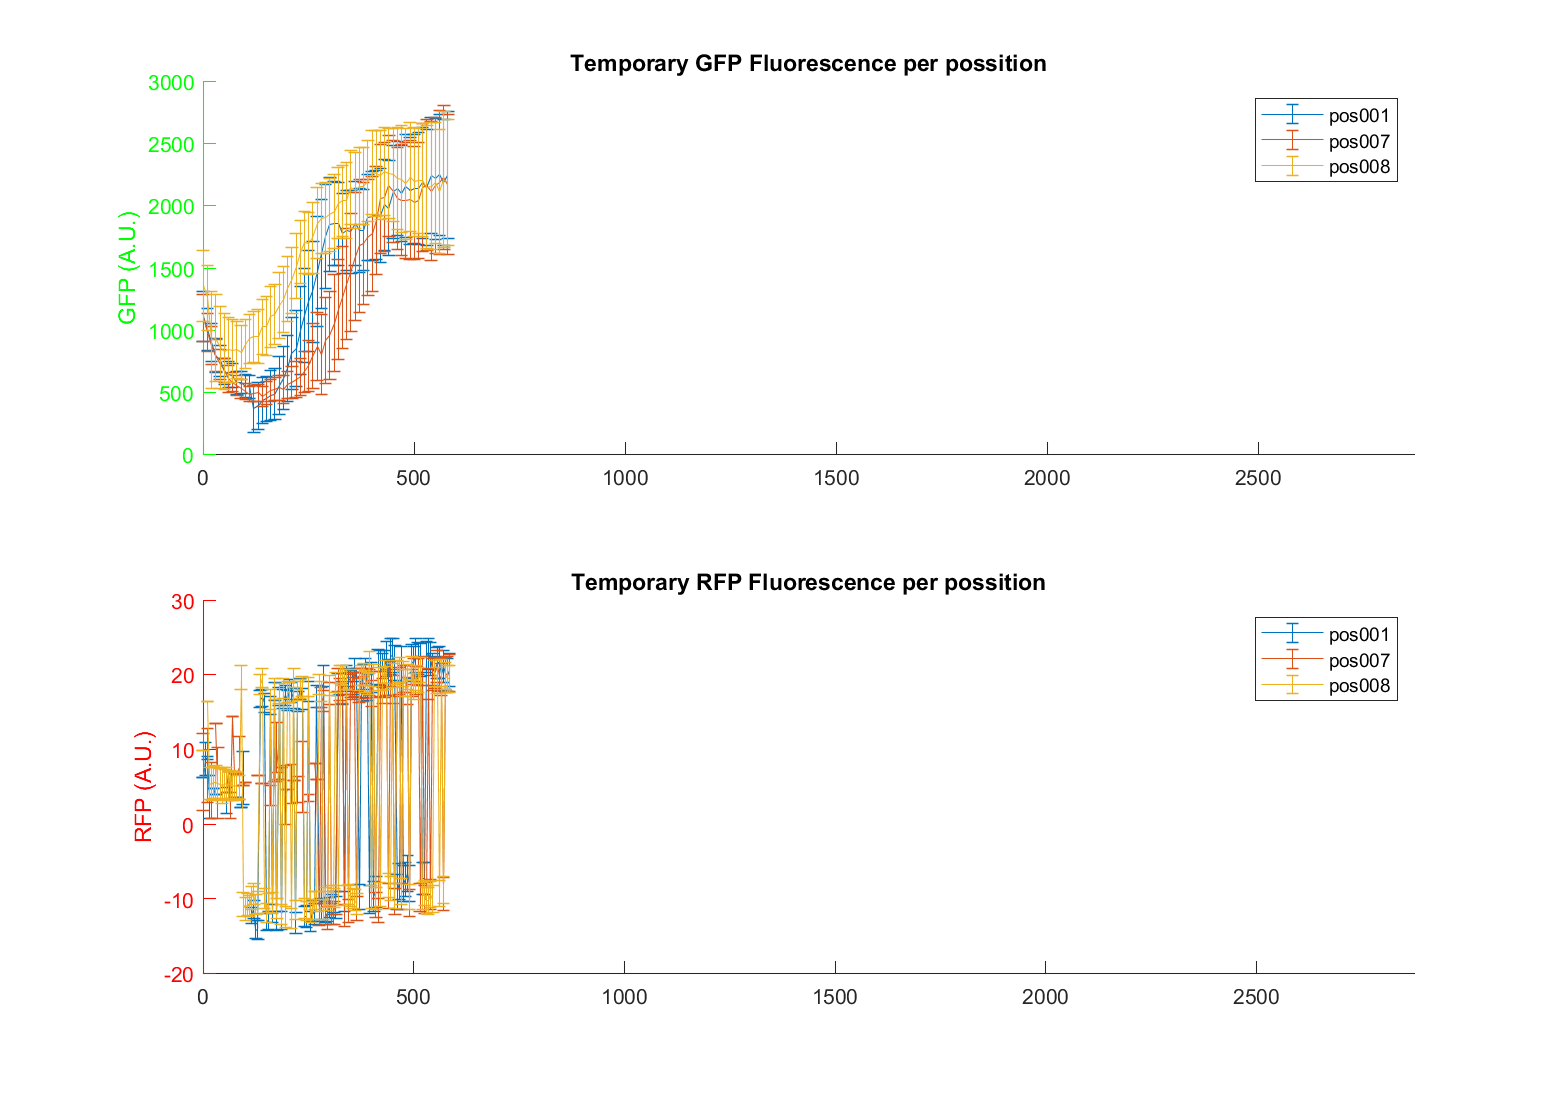 Temporary GFP Fluorescence per possition
3000
2500
2000
1500
1000
500
0
GFP (A.U.)
pos001
pos007
pos008
0 500 1000 1500 2000 2500
Temporary RFP Fluorescence per possition
30
20
10
0
-10
-20
RFP (A.U.)
pos001
pos007
pos008
0 500 1000 1500 2000 2500